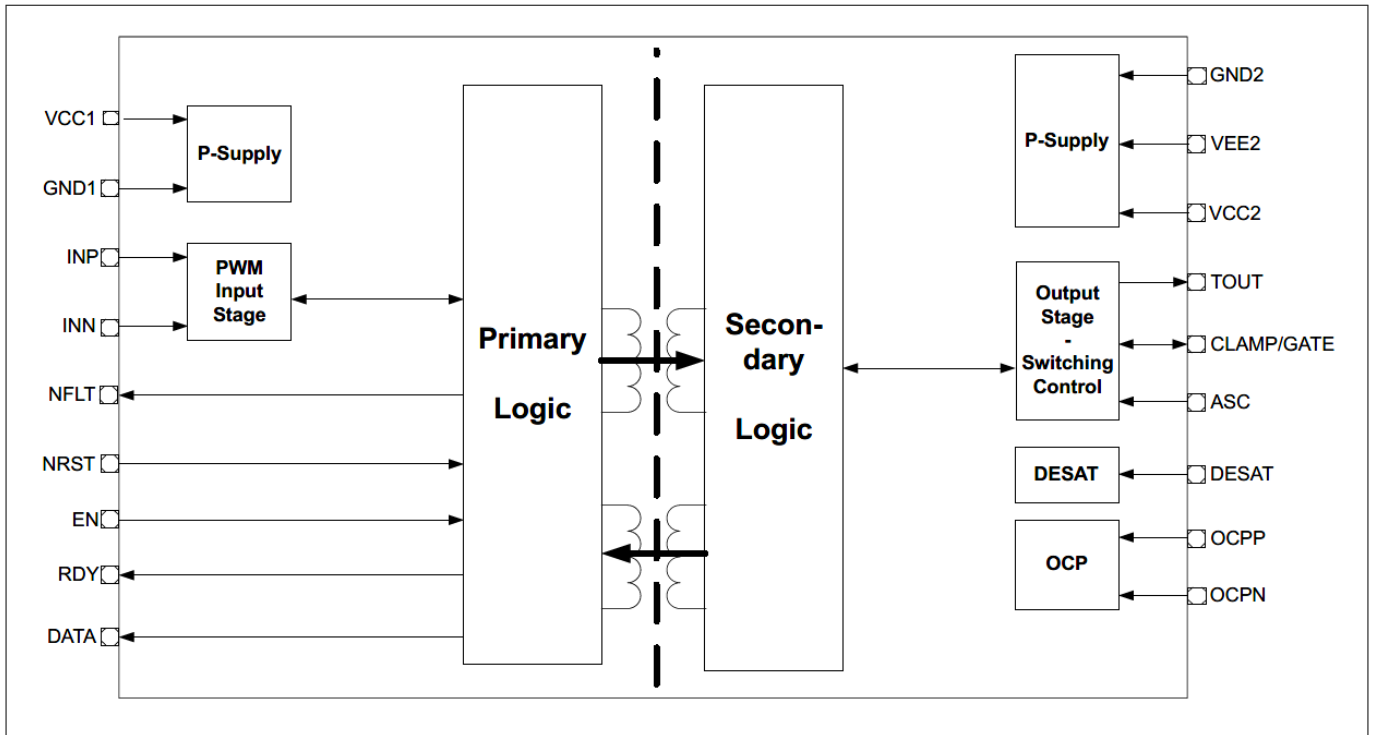 VCC1
GND1
INP
INN
NFLT
NRST
EN
RDY
DATA
P-Supply
PWM
Input
Stage
Primary
Logic
Secon-
dary
Logic
P-Supply
Output
Stage
-
Switching
Control
DESAT
OCP
GND2
VEE2
VCC2
TOUT
CLAMP/GATE
ASC
DESAT
OCPP
OCPN